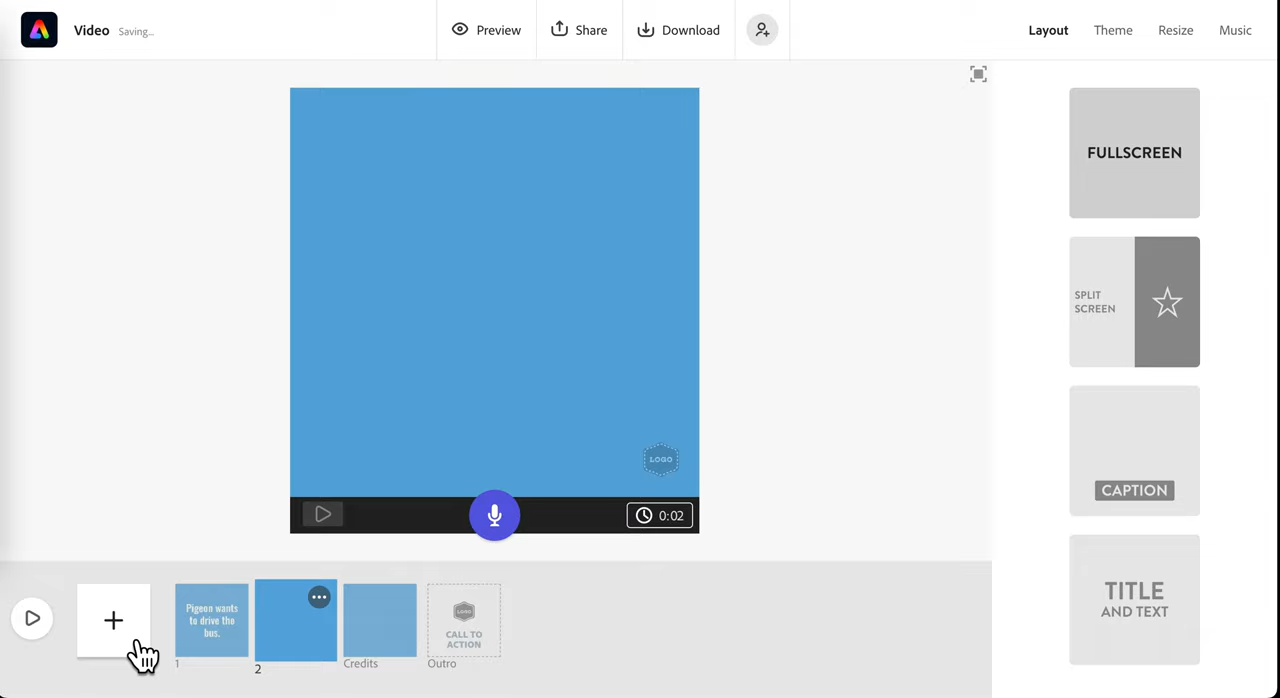 Video Saving... Preview Share Download Layout Theme Resize Music
FULLSCREEN
SPLIT
SCREEN
CAPTION
TITLE
AND TEXT
LOGO
0:02
Pigeon wants
to drive the
bus.
LOGO
CALL TO
ACTION
1 2 Credits Outro